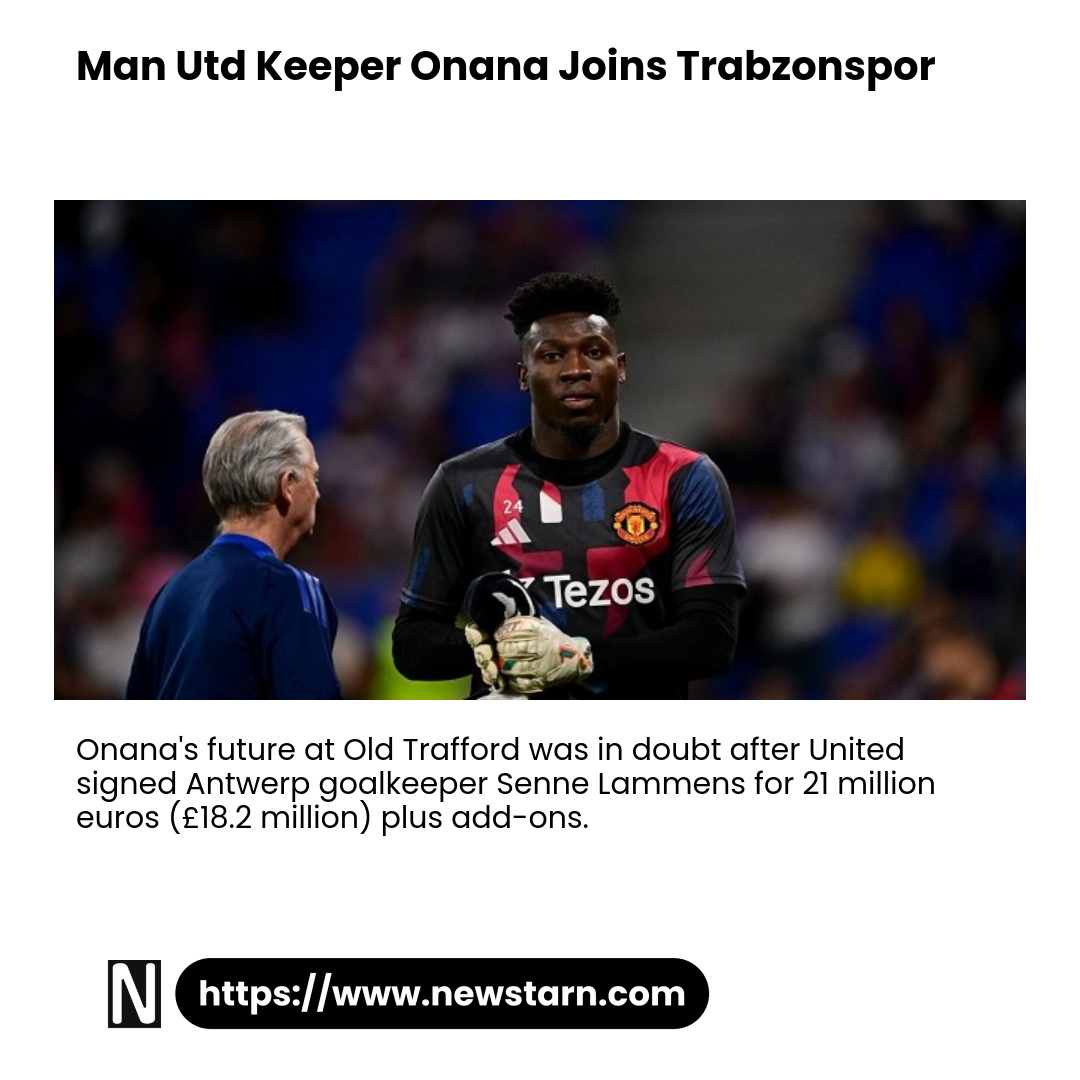 Man Utd Keeper Onana Joins Trabzonspor
24
Tezos
Onana's future at Old Trafford was in doubt after United
signed Antwerp goalkeeper Senne Lammens for 21 million
euros (£18.2 million) plus add-ons.
N
https://www.newstarn.com